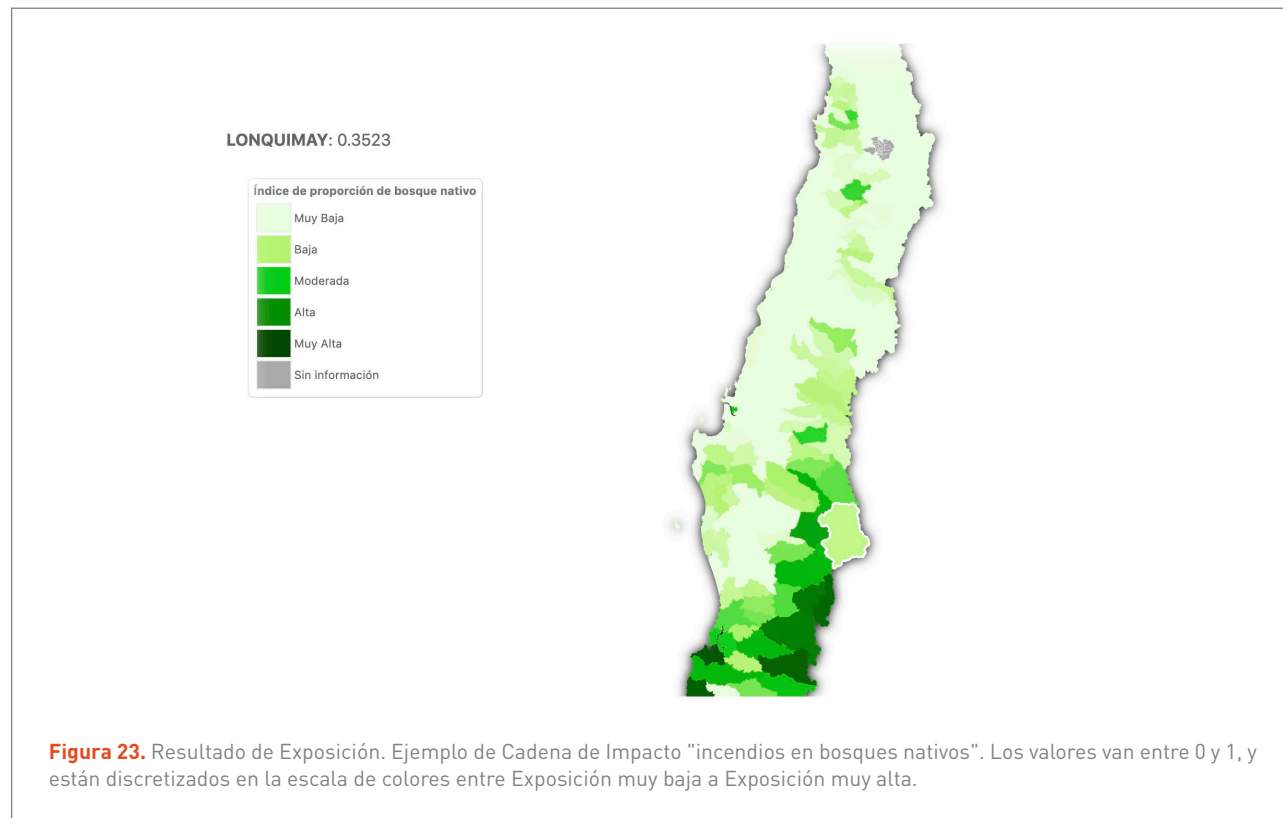 LONQUIMAY: 0.3523
Índice de proporción de bosque nativo
Muy Baja
Baja
Moderada
Alta
Muy Alta
Sin información
Figura 23. Resultado de Exposición. Ejemplo de Cadena de Impacto "incendios en bosques nativos". Los valores van entre 0 y 1, y
están discretizados en la escala de colores entre Exposición muy baja a Exposición muy alta.